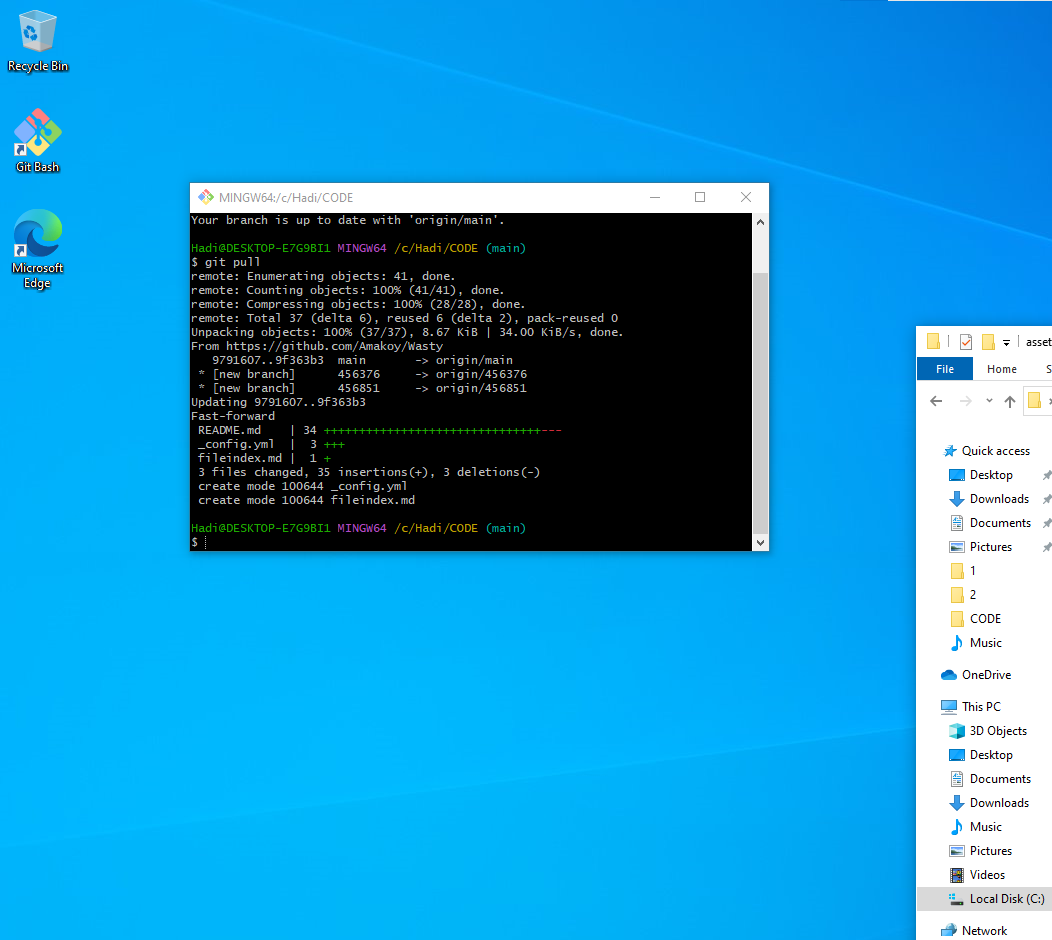 Recycle Bin
Git Bash
Microsoft
Edge
MINGW64:/c/Hadi/CODE
Your branch is up to date with 'origin/main'.
Hadi@DESKTOP-E7G9BI1 MINGW64 /c/Hadi/CODE (main)
$ git pull
remote: Enumerating objects: 41, done.
remote: Counting objects: 100% (41/41), done.
remote: Compressing objects: 100% (28/28), done.
remote: Total 37 (delta 6), reused 6 (delta 2), pack-reused 0
Unpacking objects: 100% (37/37), 8.67 KiB | 34.00 KiB/s, done.
From https://github.com/Amakoy/Wasty
   9791607..9f363b3  main       -> origin/main
 * [new branch]      456376     -> origin/456376
 * [new branch]      456851     -> origin/456851
Updating 9791607..9f363b3
Fast-forward
 README.md    | 34 +++++++++++++++++++++++++++++++---
 _config.yml  |  3 +++
 fileindex.md |  1 +
 3 files changed, 35 insertions(+), 3 deletions(-)
 create mode 100644 _config.yml
 create mode 100644 fileindex.md
Hadi@DESKTOP-E7G9BI1 MINGW64 /c/Hadi/CODE (main)
$
asset
File Home S
Quick access
Desktop
Downloads
Documents
Pictures
1
2
CODE
Music
OneDrive
This PC
3D Objects
Desktop
Documents
Downloads
Music
Pictures
Videos
Local Disk (C:)
Network